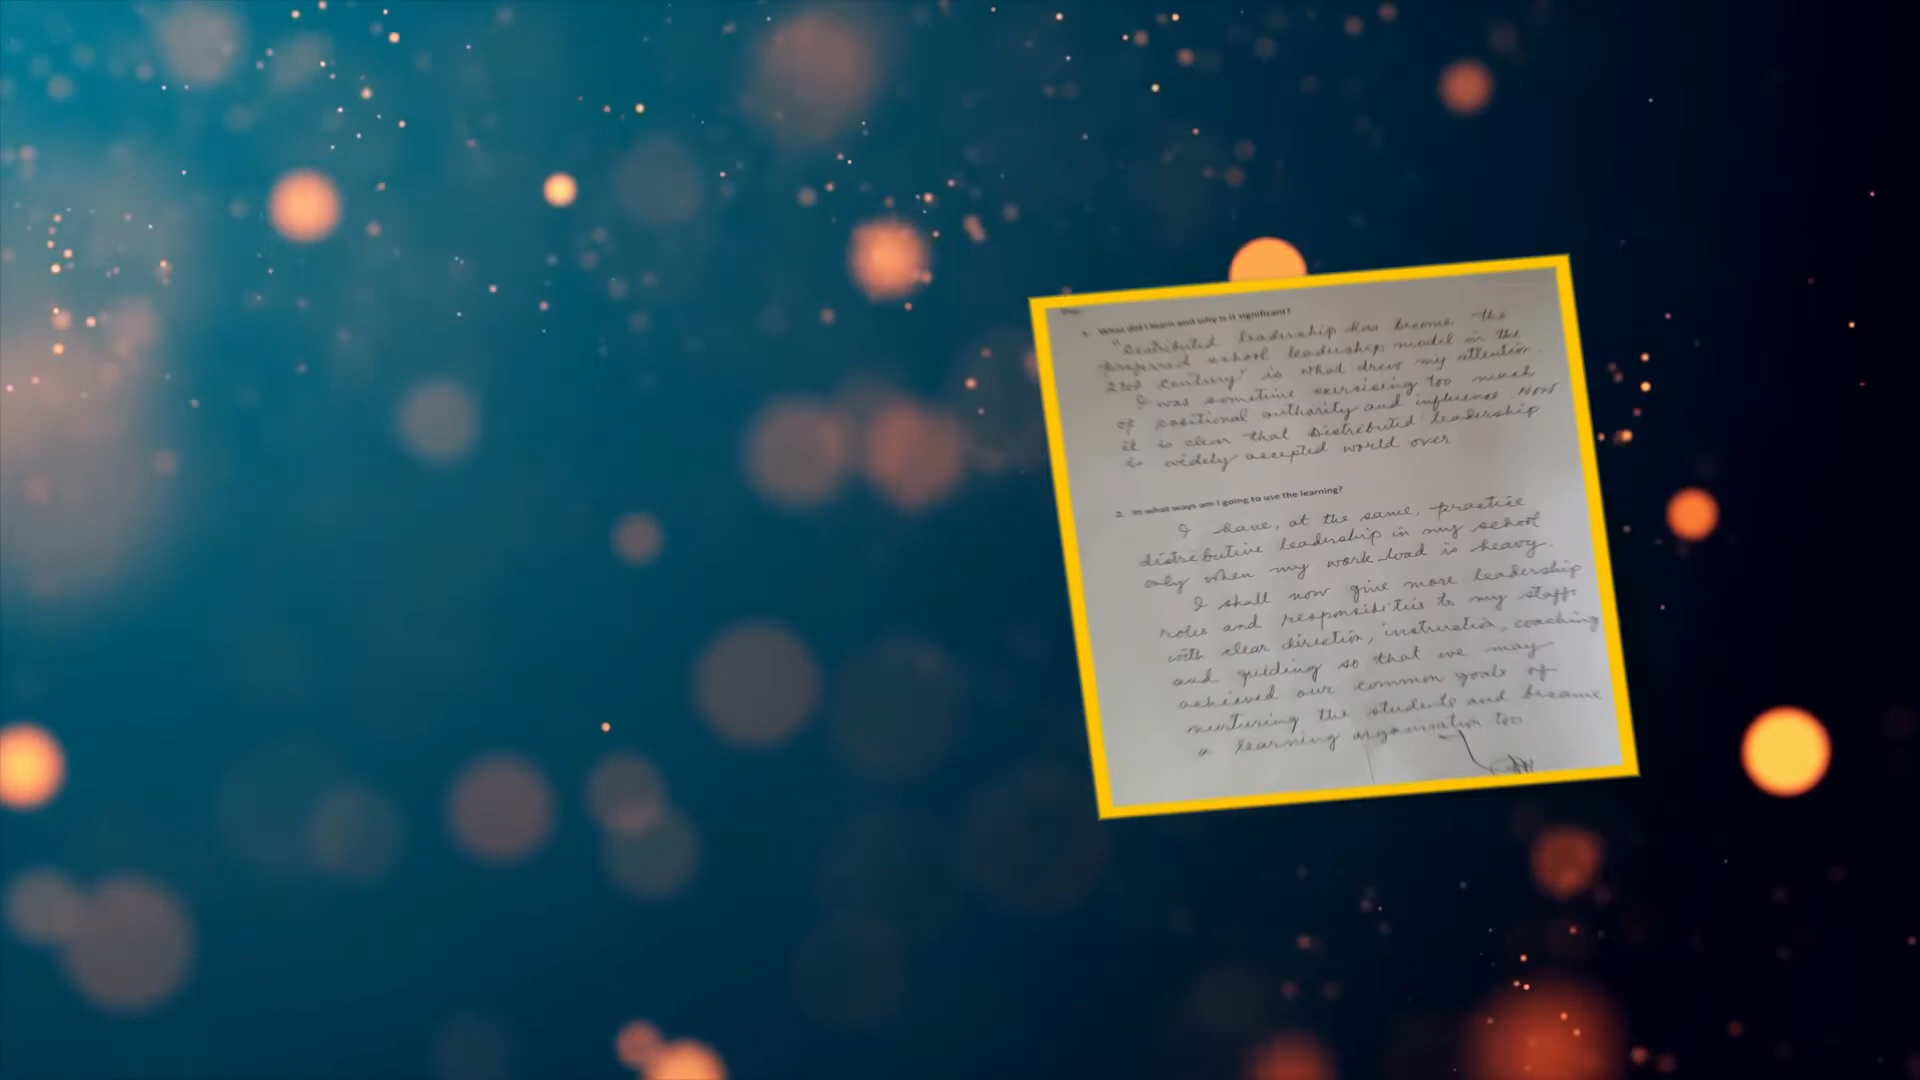 1. What did I learn and why is it significant?
"Distributed leadership has become the
preferred school leadership model in the
21st century" is what drew my attention.
I was sometime exercising too much
of positional authority and influence. Now
it is clear that Distributed leadership
is widely accepted world over
2. In what ways am I going to use the learning?
I have, at the same, practice
distributive leadership in my school
only when my work load is heavy.
I shall now give more leadership
roles and responsibilities to my staffs
with clear direction, instruction, coaching
and guiding so that we may
achieved our common goals of
nurturing the students and became
a learning organisation too